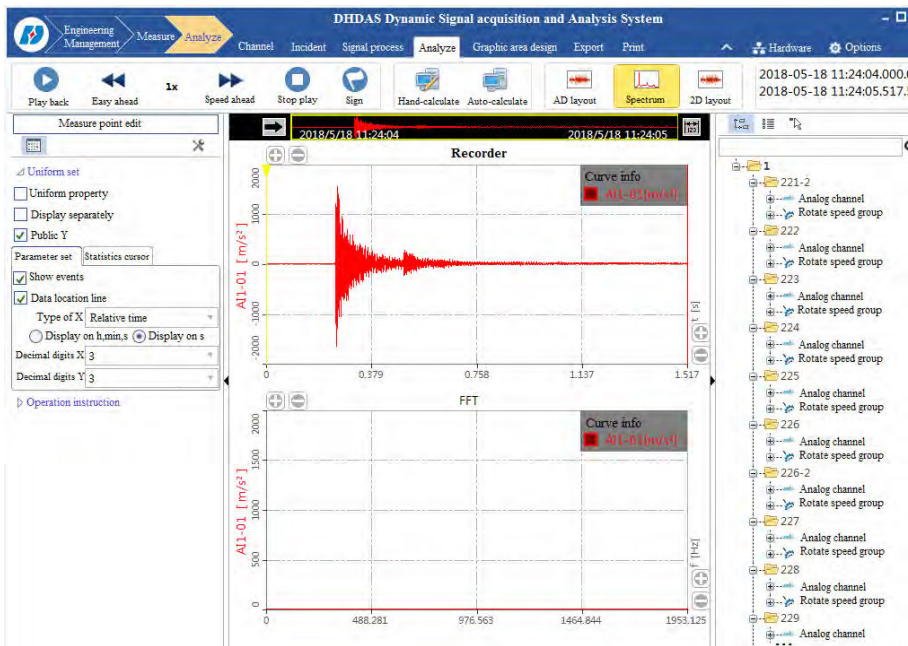 DHDAS Dynamic Signal acquisition and Analysis System
Engineering Management
Measure
Analyze
Channel Incident Signal process Analyze Graphic area design Export Print
Hardware Options
Play back
Easy ahead
1x
Speed ahead
Stop play
Sign
Hand-calculate
Auto-calculate
AD layout
Spectrum
2D layout
2018-05-18 11:24:04.000.
2018-05-18 11:24:05.517.
Measure point edit
Uniform set
Uniform property
Display separately
Public Y
Parameter set Statistics cursor
Show events
Data location line
Type of X Relative time
Display on h,min,s Display on s
Decimal digits X 3
Decimal digits Y 3
Operation instruction
2018/5/18 11:24:04 2018/5/18 11:24:05
Recorder
Curve info
AI1-01[m/s²]
AI1-01 [m/s²]
2000
1000
0
-1000
-2000
t [s]
0 0.379 0.758 1.137 1.517
FFT
Curve info
AI1-01[m/s²]
AI1-01 [m/s²]
2000
1500
1000
500
0
f [Hz]
0 488.281 976.563 1464.844 1953.125
1
221-2
Analog channel
Rotate speed group
222
Analog channel
Rotate speed group
223
Analog channel
Rotate speed group
224
Analog channel
Rotate speed group
225
Analog channel
Rotate speed group
226
Analog channel
Rotate speed group
226-2
Analog channel
Rotate speed group
227
Analog channel
Rotate speed group
228
Analog channel
Rotate speed group
229
Analog channel